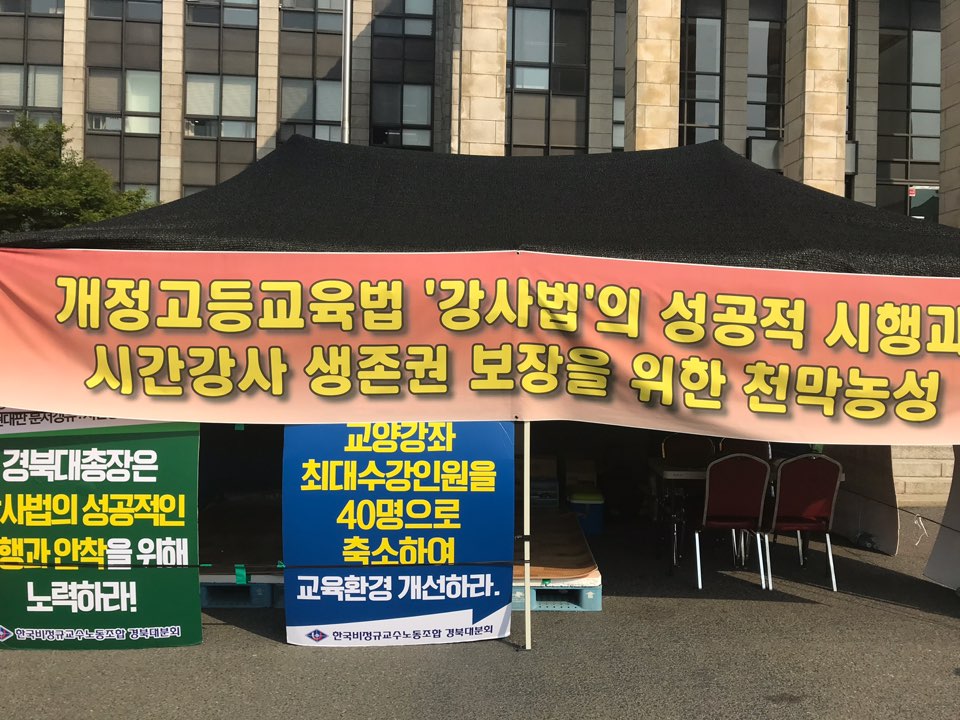 개정고등교육법 '강사법'의 성공적 시행과
시간강사 생존권 보장을 위한 천막농성
경북대총장은
강사법의 성공적인
시행과 안착을 위해
노력하라!
한국비정규교수노동조합 경북대분회
교양강좌
최대수강인원을
40명으로
축소하여
교육환경 개선하라.
한국비정규교수노동조합 경북대분회